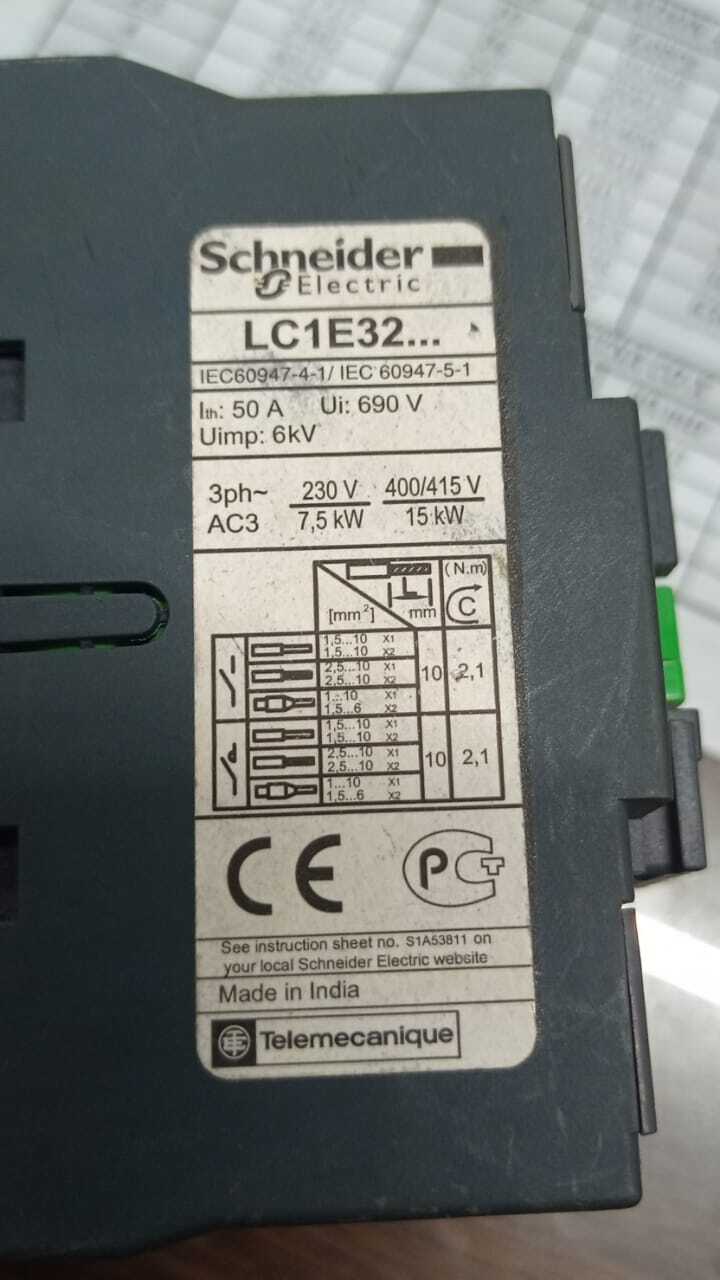 Schneider
Electric
LC1E32...
IEC60947-4-1/ IEC 60947-5-1
Ith: 50 A Ui: 690 V
Uimp: 6kV
3ph~ 230 V 400/415 V
AC3 7,5 kW 15 kW
(N.m)
[mm²] mm C
1,5...10 X1
1,5...10 X2
2,5...10 X1
2,5...10 X2
10 2,1
1...10 X1
1,5...6 X2
1,5...10 X1
1,5...10 X2
2,5...10 X1
2,5...10 X2
10 2,1
1...10 X1
1,5...6 X2
CE PCT
See instruction sheet no. S1A53811 on
your local Schneider Electric website
Made in India
Telemecanique